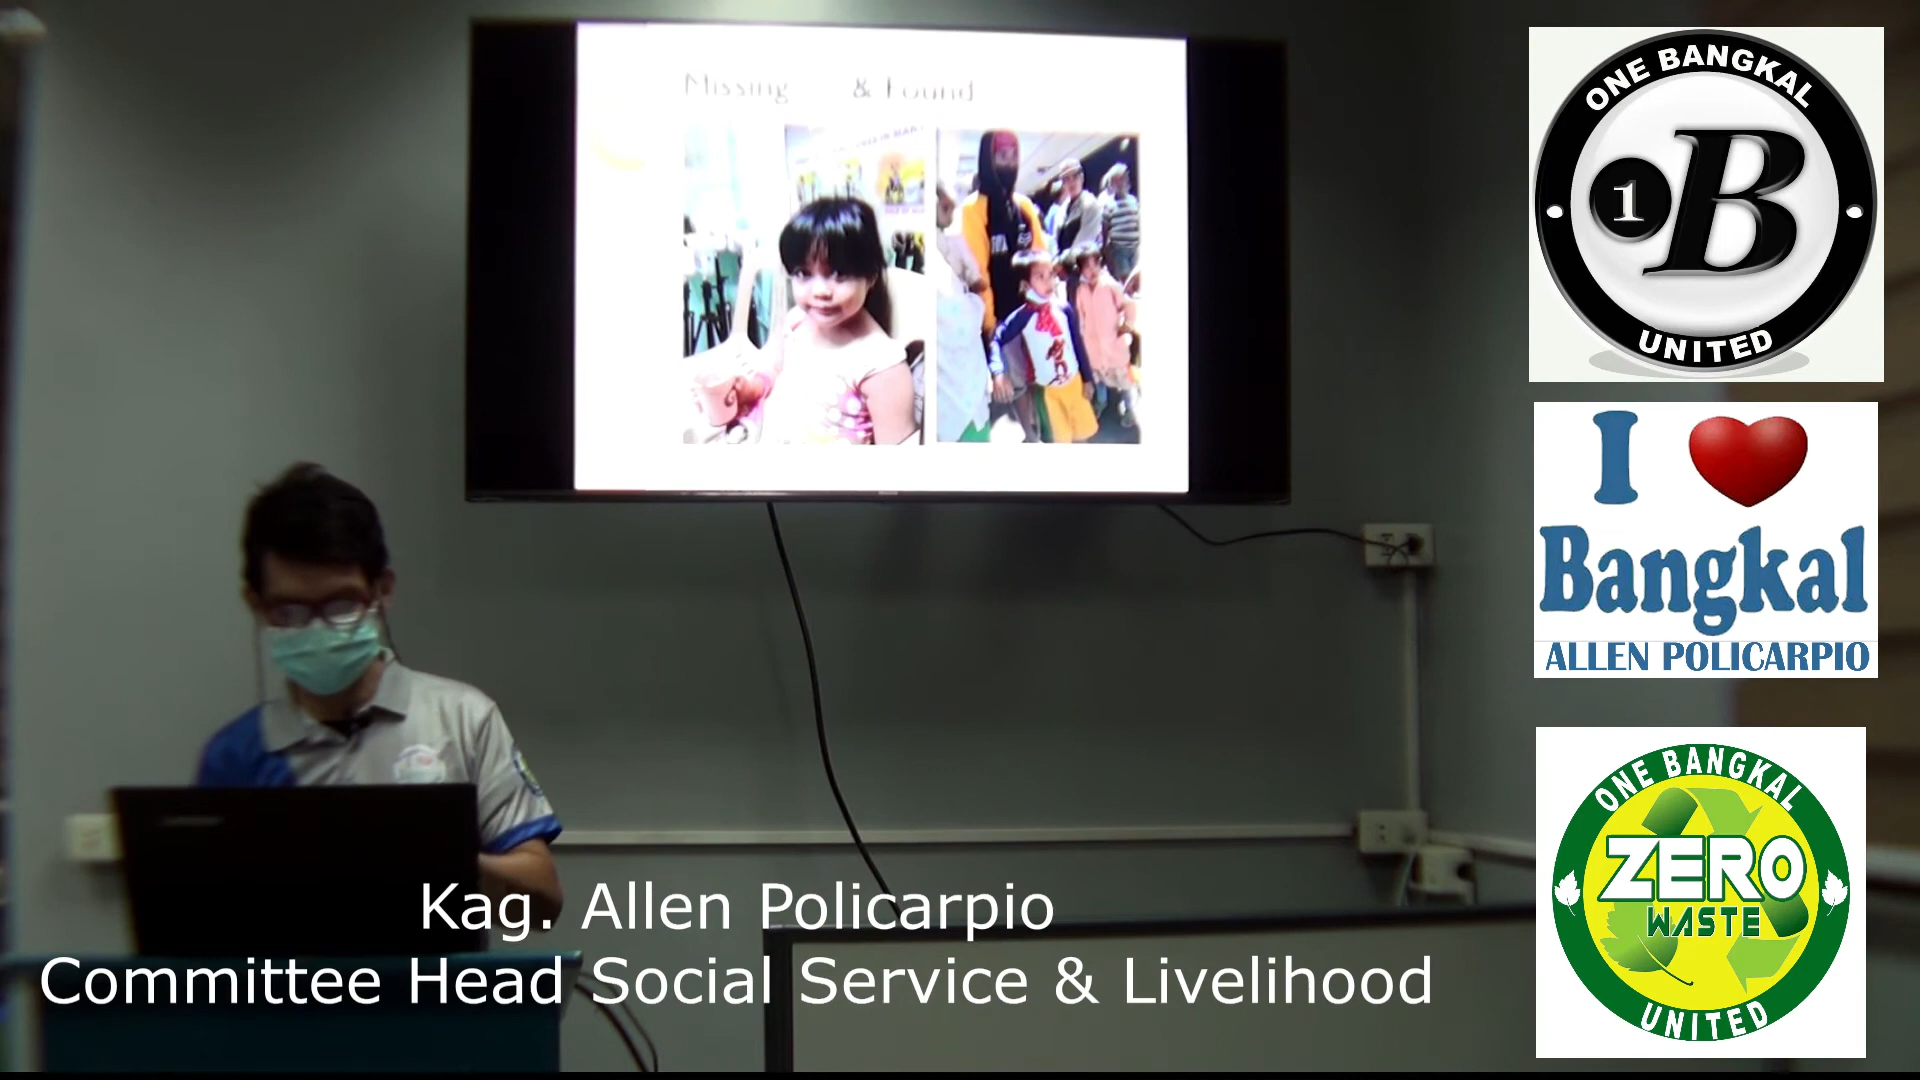 Missing & Found
ONE BANGKAL
1B
UNITED
I
Bangkal
ALLEN POLICARPIO
ONE BANGKAL
ZERO
WASTE
UNITED
Kag. Allen Policarpio
Committee Head Social Service & Livelihood